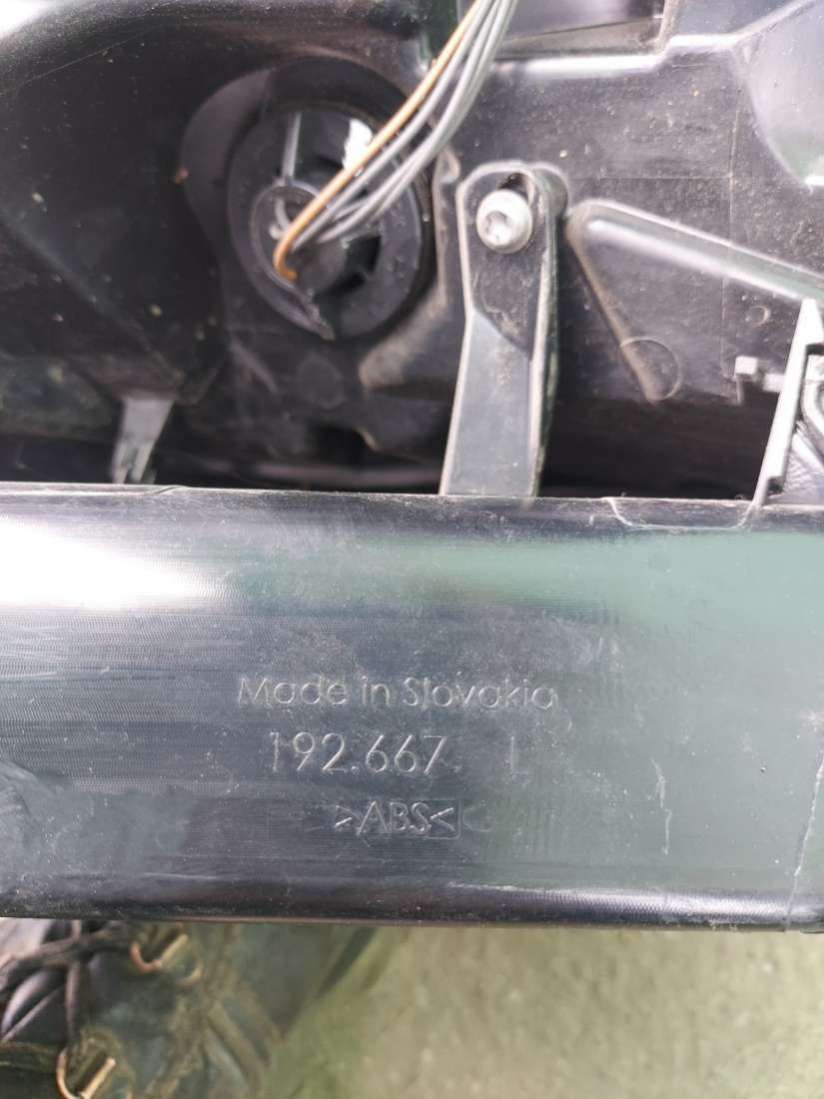 Made in Slovakia
192.667 L
>ABS<